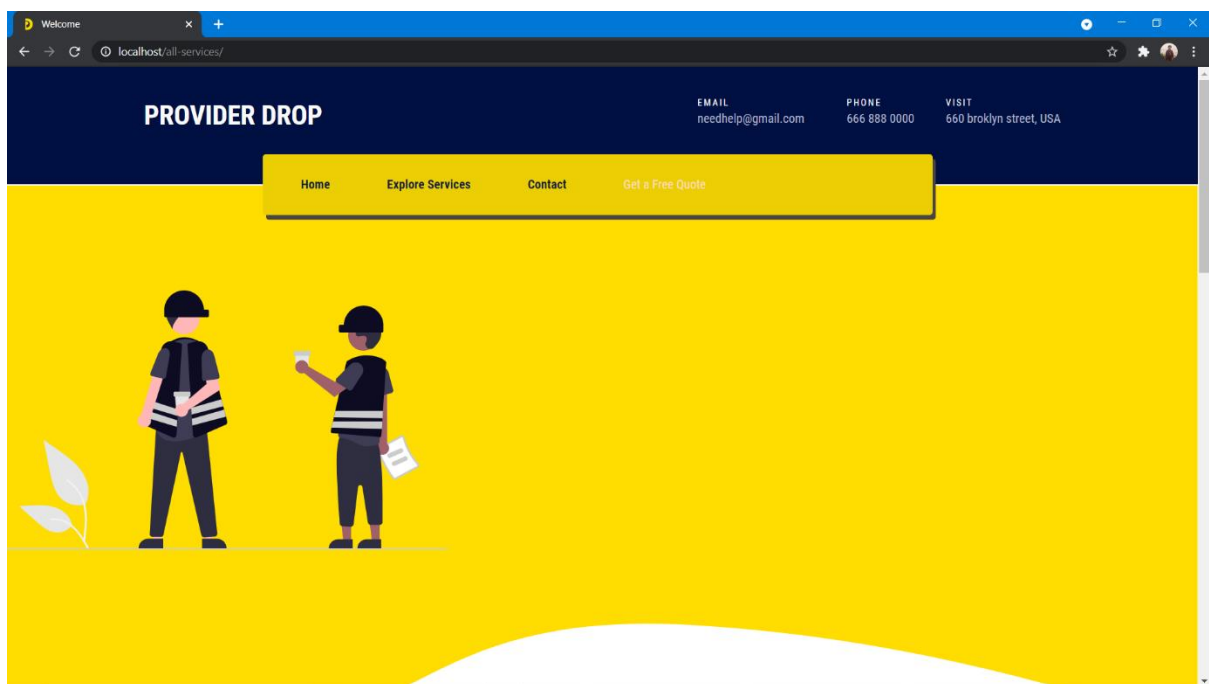 Welcome
localhost/all-services/
PROVIDER DROP
EMAIL
needhelp@gmail.com
PHONE
666 888 0000
VISIT
660 broklyn street, USA
Home
Explore Services
Contact
Get a Free Quote